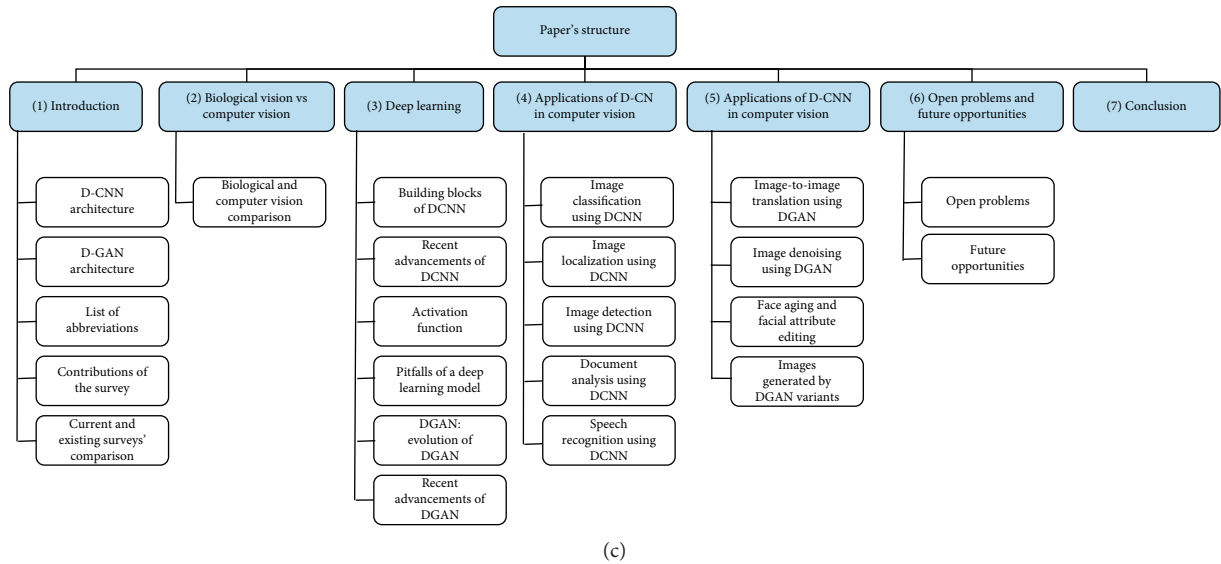 Paper's structure
(1) Introduction
(2) Biological vision vs
computer vision
(3) Deep learning
(4) Applications of D-CN
in computer vision
(5) Applications of D-CNN
in computer vision
(6) Open problems and
future opportunities
(7) Conclusion
D-CNN
architecture
D-GAN
architecture
List of
abbreviations
Contributions of
the survey
Current and
existing surveys'
comparison
Biological and
computer vision
comparison
Building blocks
of DCNN
Recent
advancements of
DCNN
Activation
function
Pitfalls of a deep
learning model
DGAN:
evolution of
DGAN
Recent
advancements of
DGAN
Image
classification
using DCNN
Image
localization using
DCNN
Image detection
using DCNN
Document
analysis using
DCNN
Speech
recognition using
DCNN
Image-to-image
translation using
DGAN
Image denoising
using DGAN
Face aging and
facial attribute
editing
Images
generated by
DGAN variants
Open problems
Future
opportunities
(c)